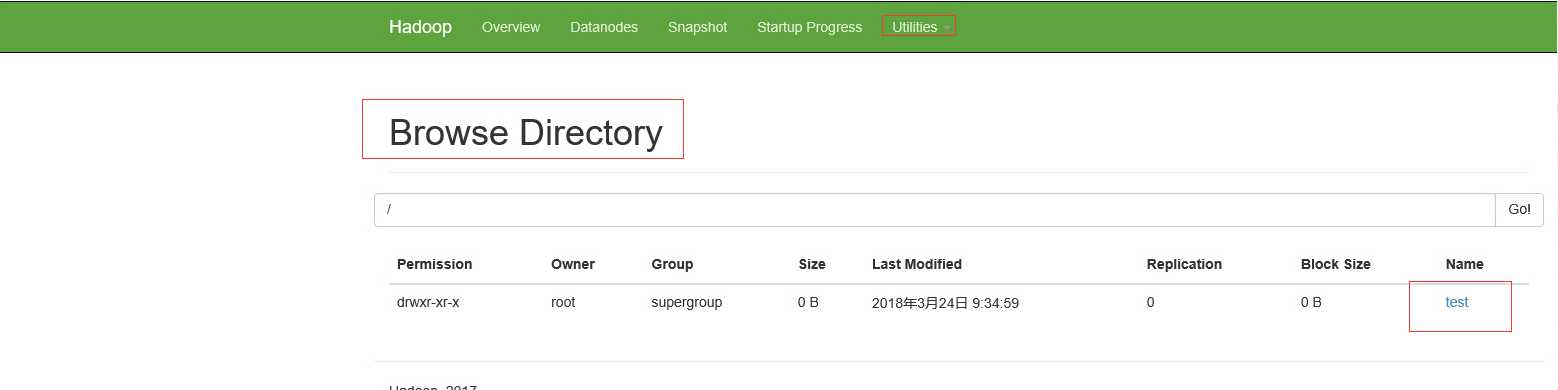 Hadoop Overview Datanodes Snapshot Startup Progress Utilities
Browse Directory
/ Go!
Permission Owner Group Size Last Modified Replication Block Size Name
drwxr-xr-x root supergroup 0 B 2018年3月24日 9:34:59 0 0 B test
Hadoop, 2017.